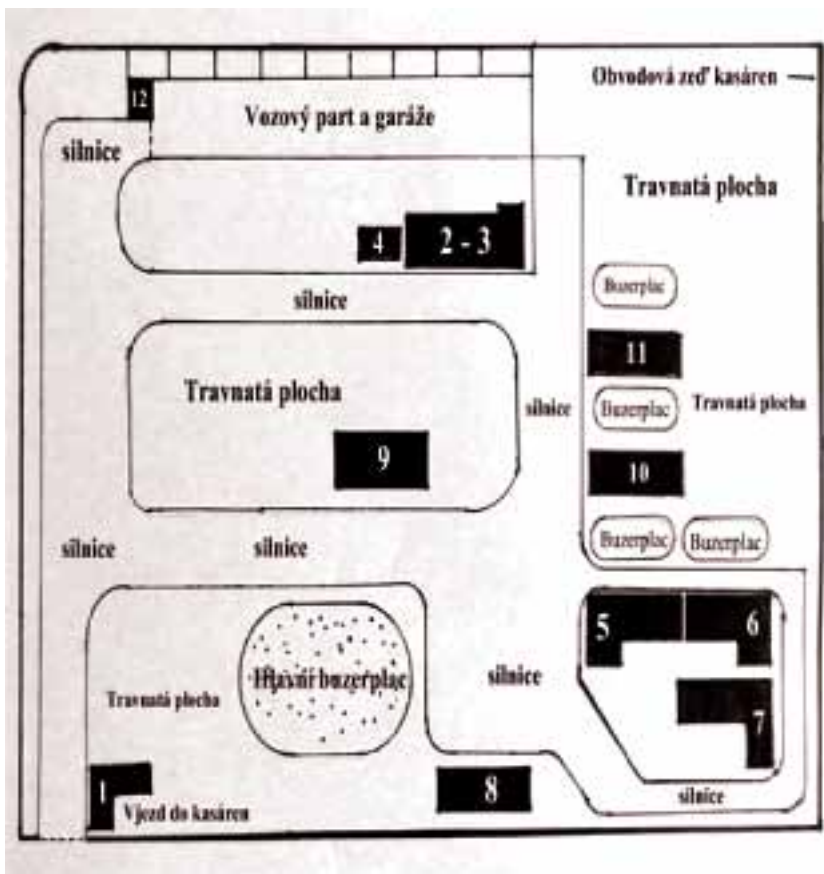 Obvodová zeď kasáren
12
Vozový part a garáže
silnice
Travnatá plocha
4
2 - 3
Buzerplac
silnice
11
Travnatá plocha
silnice
Buzerplac
Travnatá plocha
9
10
silnice
silnice
Buzerplac
Buzerplac
5
6
Hlavní buzerplac
silnice
Travnatá plocha
7
1
8
silnice
Vjezd do kasáren